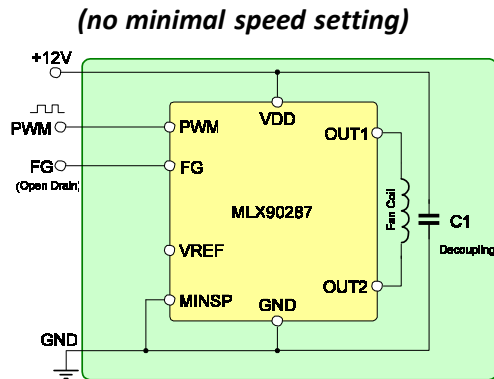 (no minimal speed setting)
+12V
PWM
FG
(Open Drain)
PWM
FG
VREF
MINSP
VDD
OUT1
MLX90287
OUT2
GND
Fan Coil
C1
Decoupling
GND